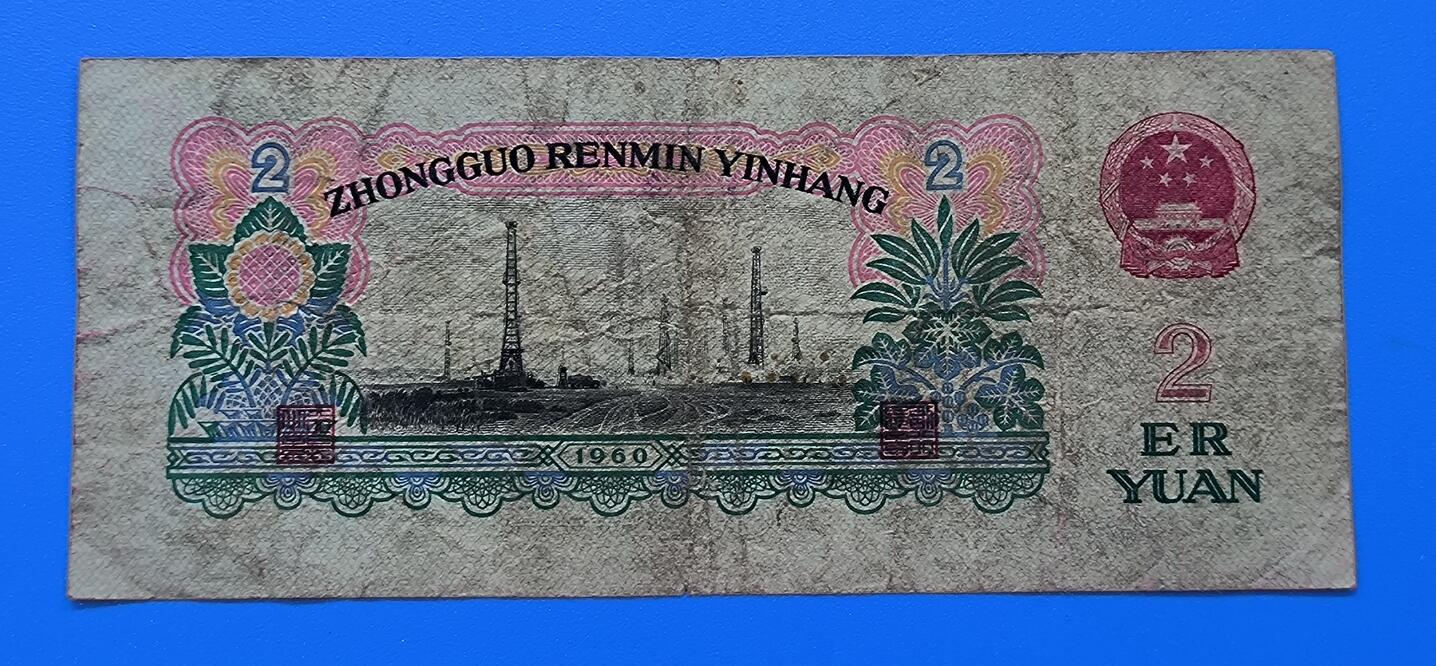 2
ZHONGGUO RENMIN YINHANG
2
1960
2
ER
YUAN